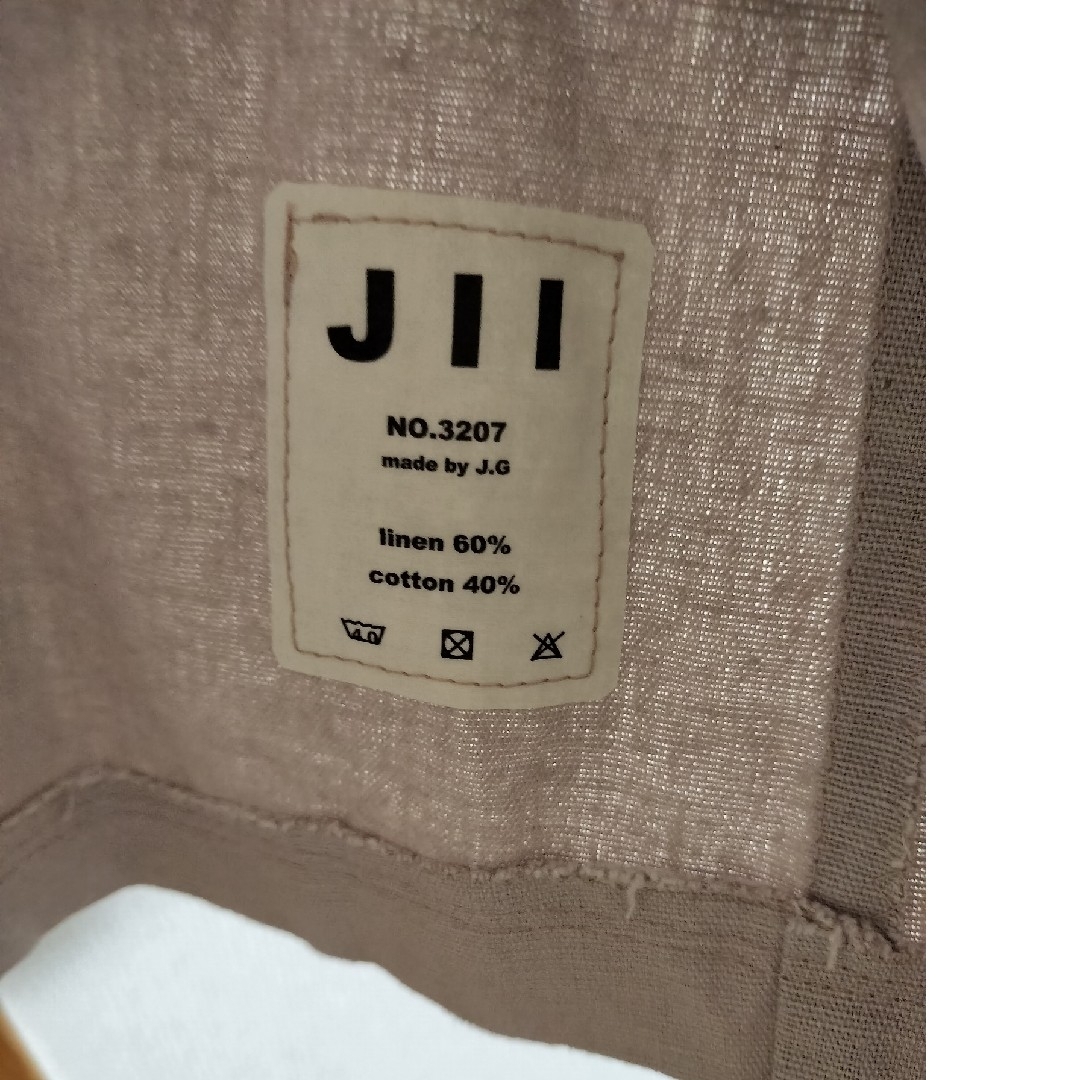 JII
NO.3207
made by J.G
linen 60%
cotton 40%
40